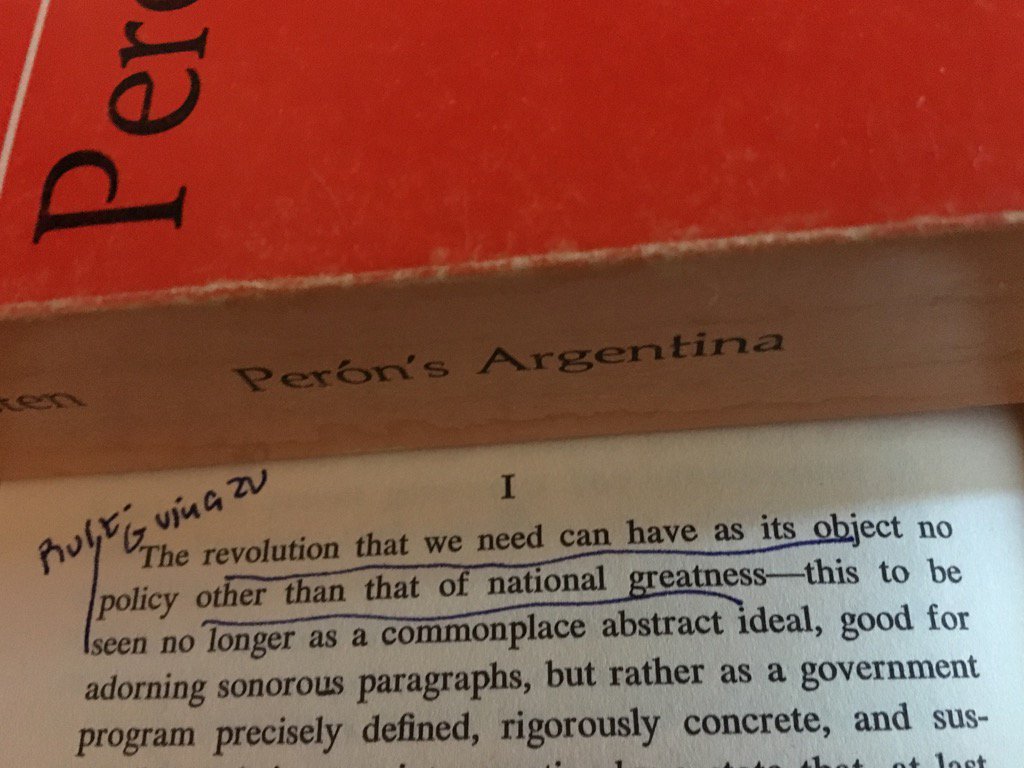 Per
ten Perón's Argentina
I
The revolution that we need can have as its object no
policy other than that of national greatness—this to be
seen no longer as a commonplace abstract ideal, good for
adorning sonorous paragraphs, but rather as a government
program precisely defined, rigorously concrete, and sus-